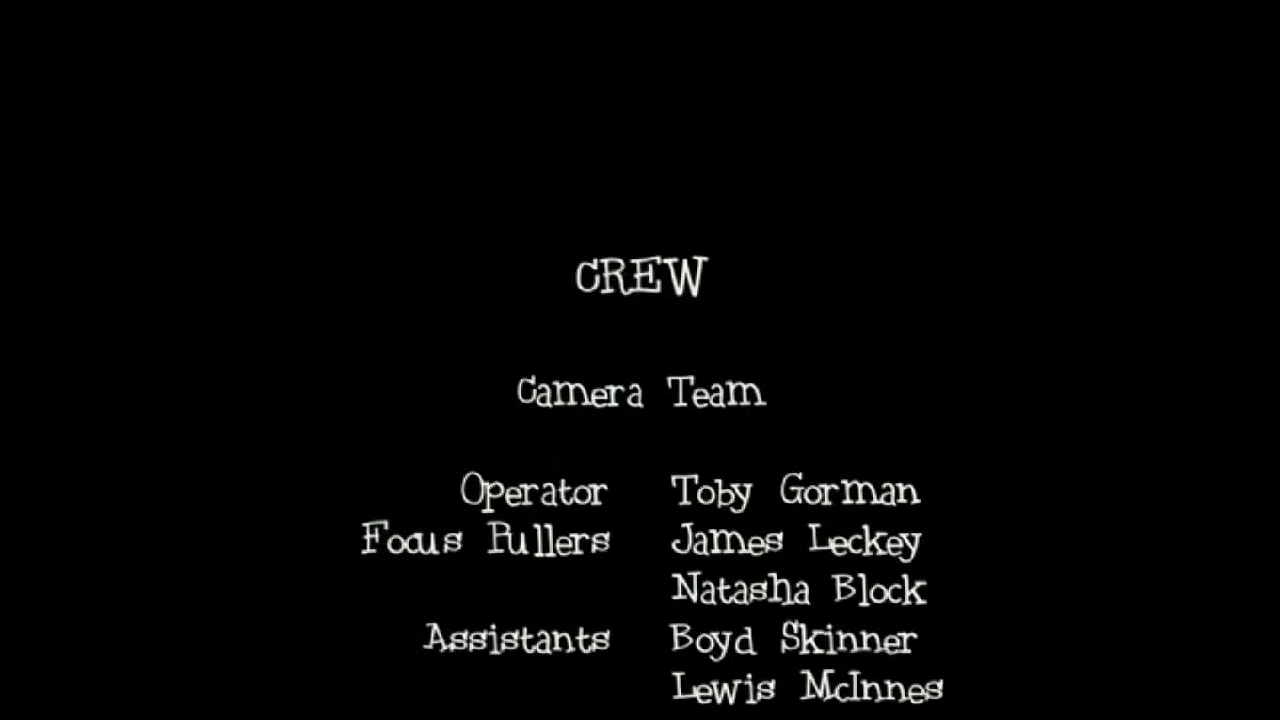 CREW
Camera Team
Operator Toby Gorman
Focus Pullers James Leckey
Natasha Block
Assistants Boyd Skinner
Lewis McInnes